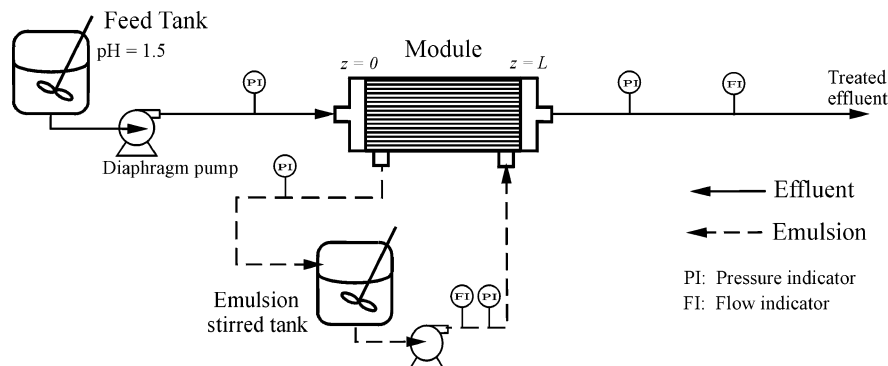 Feed Tank
pH = 1.5
Diaphragm pump
PI
Module
z = 0
z = L
PI
FI
Treated
effluent
PI
Emulsion
stirred tank
FI
PI
Effluent
Emulsion
PI: Pressure indicator
FI: Flow indicator